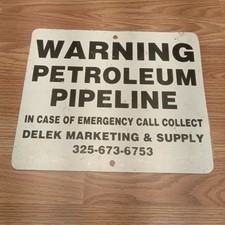 WARNING
PETROLEUM
PIPELINE
IN CASE OF EMERGENCY CALL COLLECT
DELEK MARKETING & SUPPLY
325-673-6753